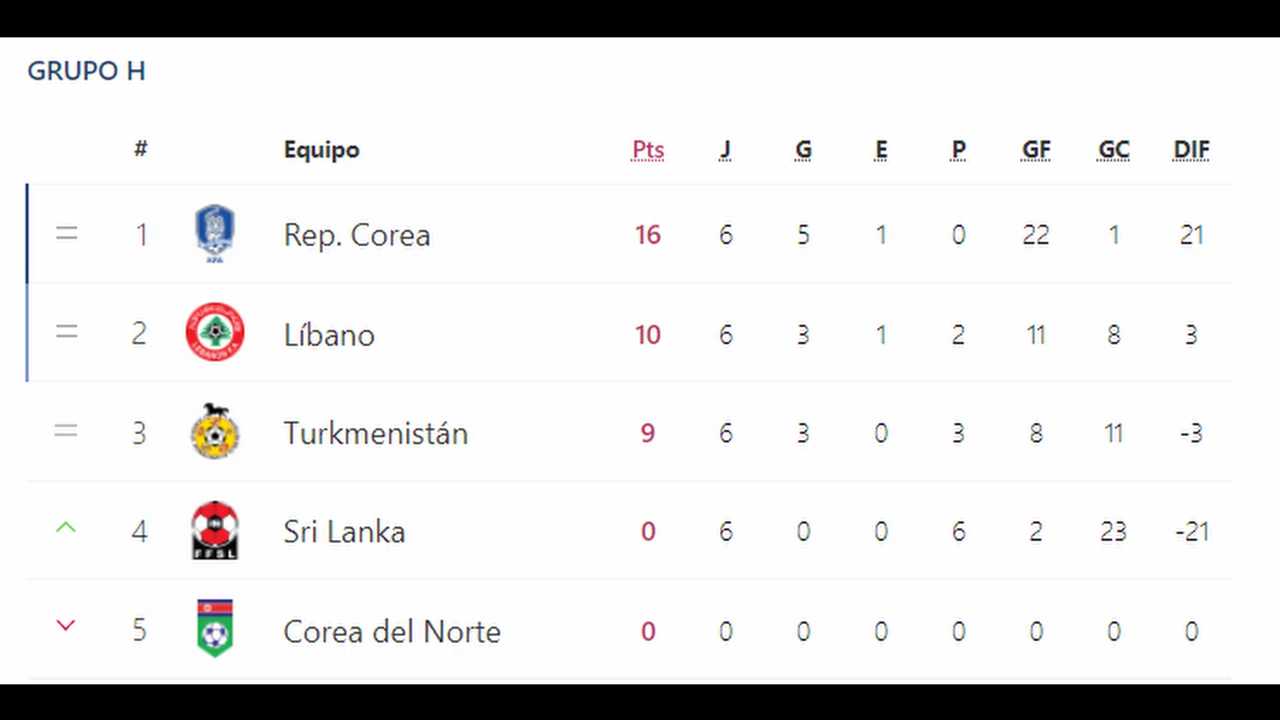 GRUPO H
# Equipo Pts J G E P GF GC DIF
1 KFA Rep. Corea 16 6 5 1 0 22 1 21
2 LEBANON F.A. Líbano 10 6 3 1 2 11 8 3
3 Turkmenistán 9 6 3 0 3 8 11 -3
4 FFSL Sri Lanka 0 6 0 0 6 2 23 -21
5 Corea del Norte 0 0 0 0 0 0 0 0